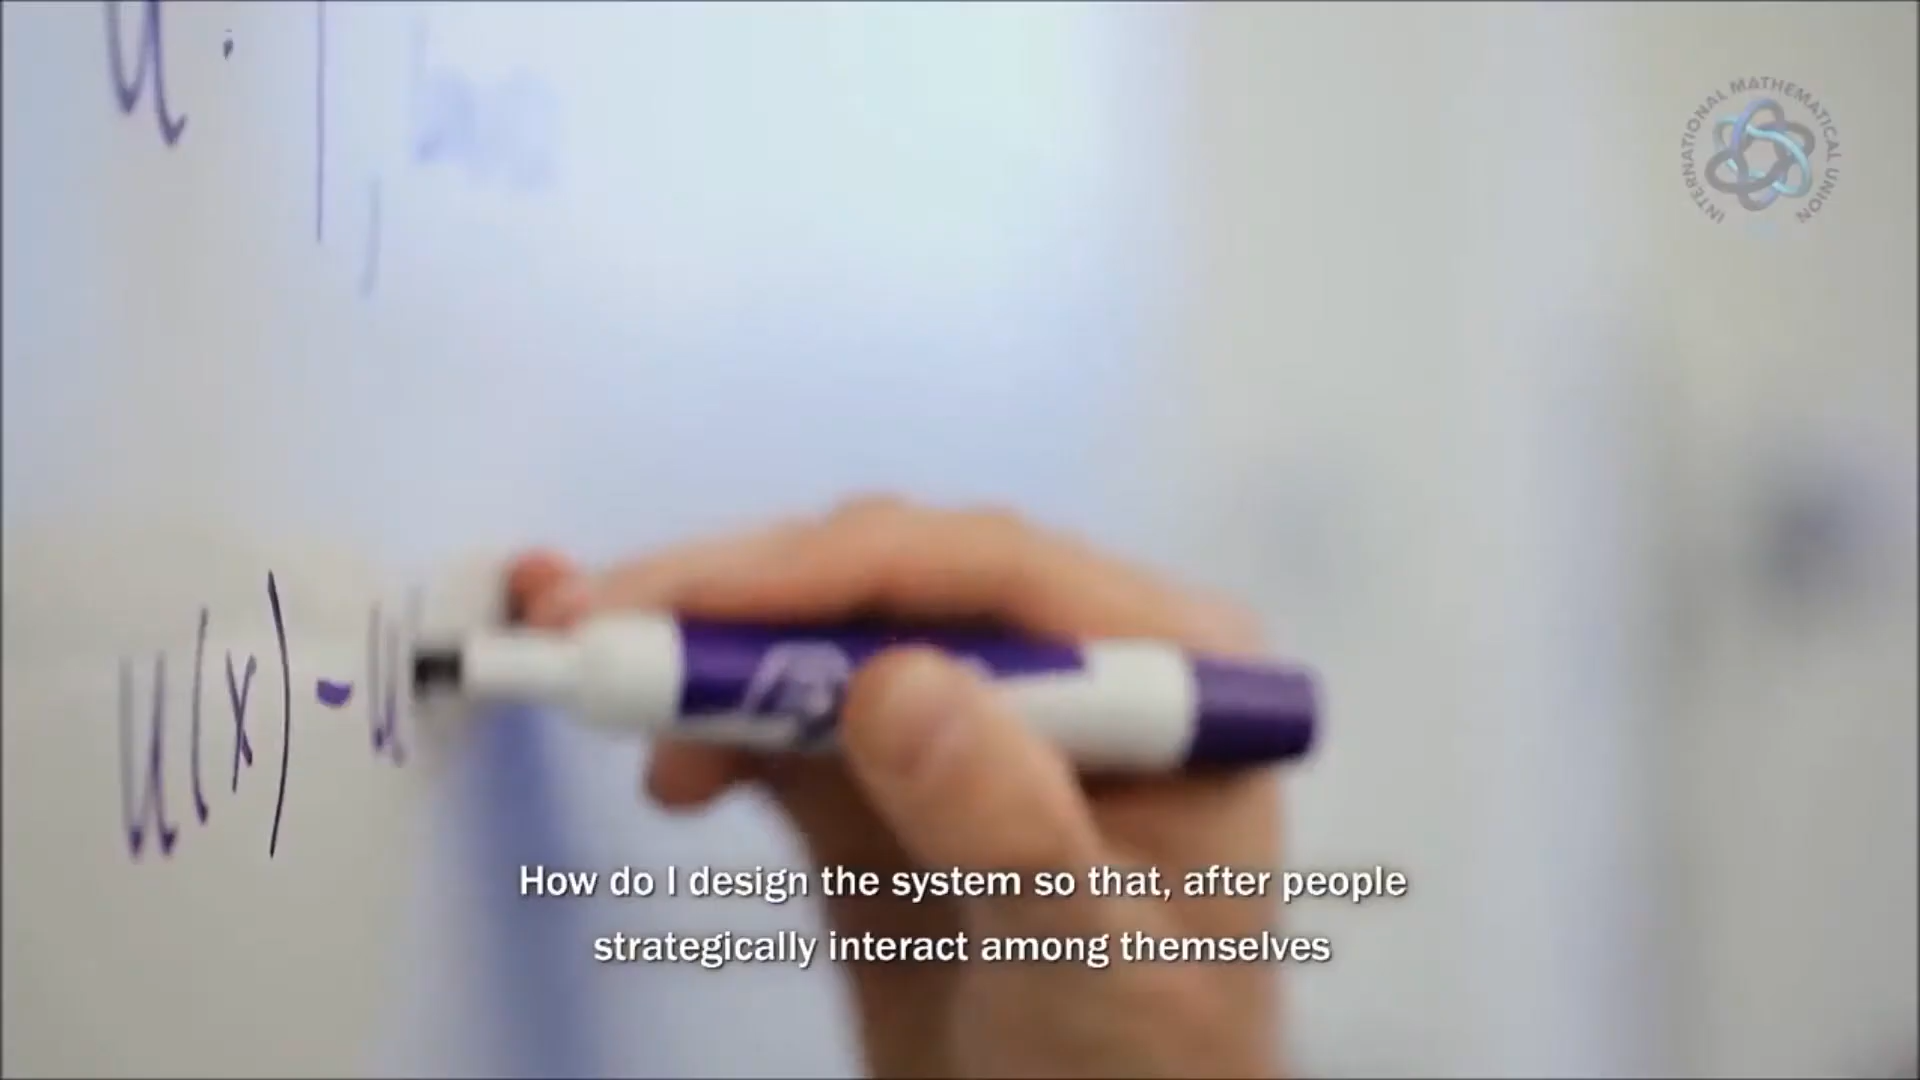 u
INTERNATIONAL MATHEMATICAL UNION
u(x) - u
How do I design the system so that, after people
strategically interact among themselves